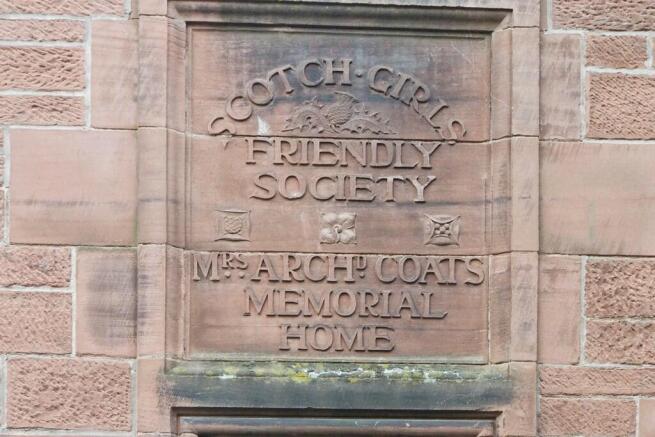 SCOTCH·GIRLS
FRIENDLY
SOCIETY
MRS ARCHD COATS
MEMORIAL
HOME